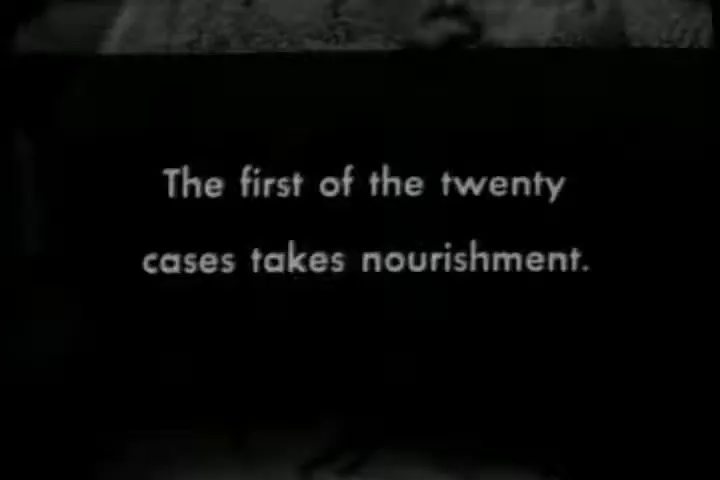 The first of the twenty
cases takes nourishment.